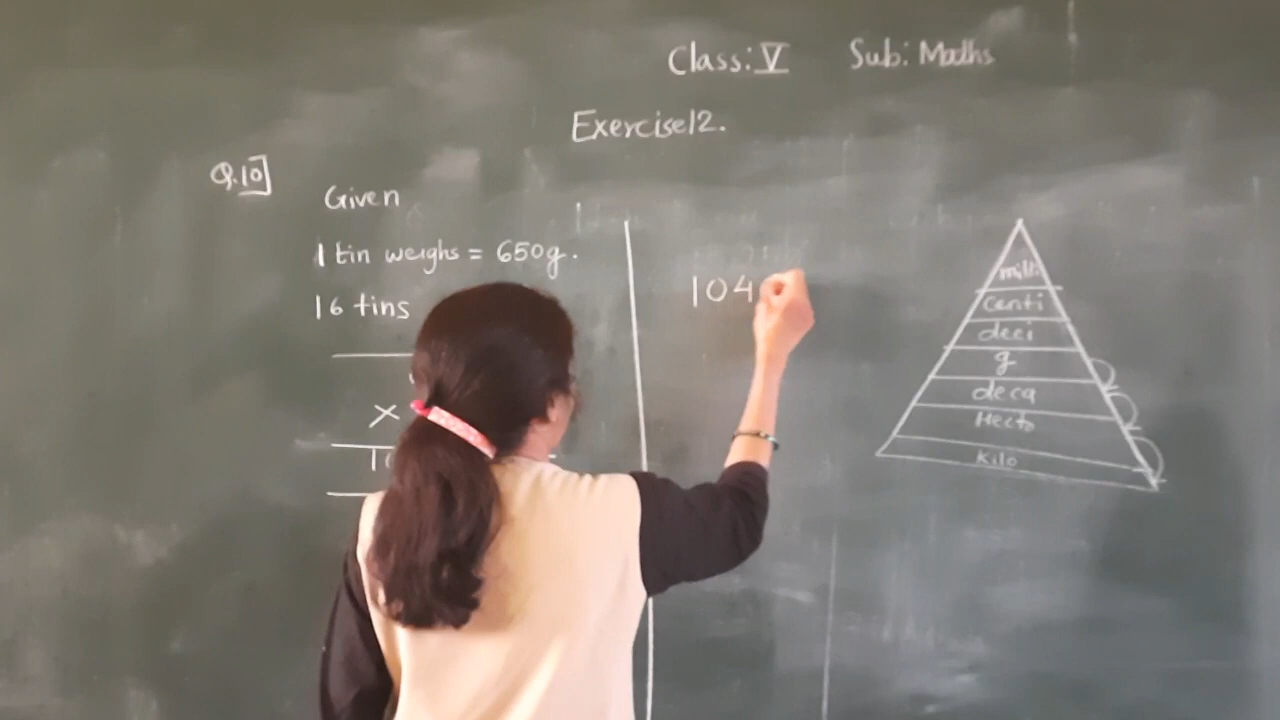 Class: V Sub: Maths
Exercise 12.
Q.10]
Given
1 tin weighs = 650g.
16 tins
×
10
104
milli
centi
deci
g
deca
Hecto
kilo